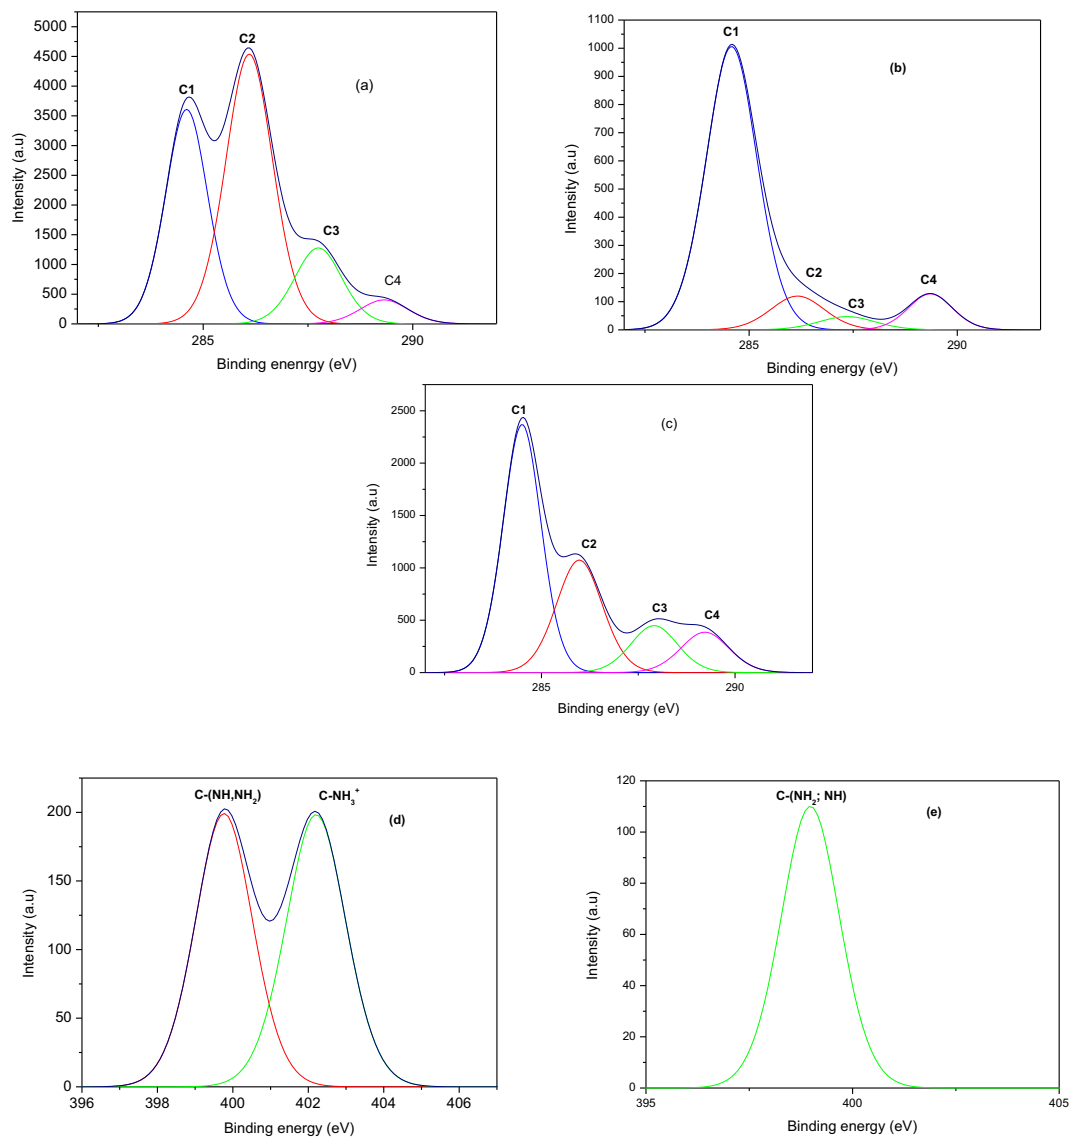 5000
4500
4000
3500
3000
2500
2000
1500
1000
500
0
Intensity (a.u)
C1
C2
C3
C4
(a)
285
290
Binding enenrgy (eV)
1100
1000
900
800
700
600
500
400
300
200
100
0
Intensity (a.u)
C1
C2
C3
C4
(b)
285
290
Binding energy (eV)
2500
2000
1500
1000
500
0
Intensity (a.u)
C1
C2
C3
C4
(c)
285
290
Binding energy (eV)
200
150
100
50
0
Intensity (a.u)
C-(NH,NH₂)
C-NH₃⁺
(d)
396
398
400
402
404
406
Binding energy (eV)
120
100
80
60
40
20
0
Intensity (a.u)
C-(NH₂; NH)
(e)
395
400
405
Binding energy (eV)